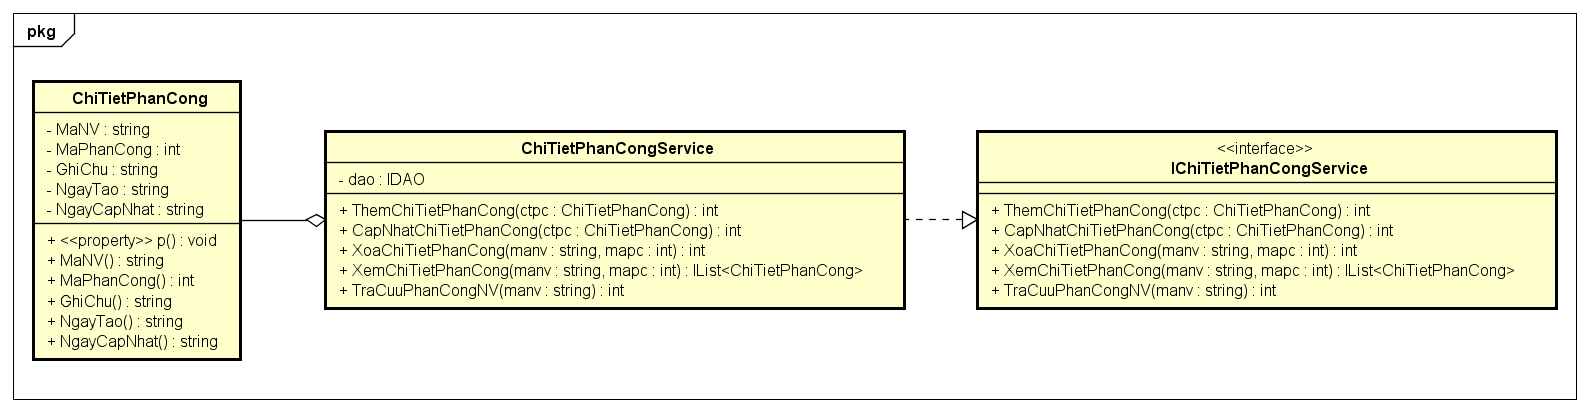 pkg
ChiTietPhanCong
- MaNV : string
- MaPhanCong : int
- GhiChu : string
- NgayTao : string
- NgayCapNhat : string
+ <<property>> p() : void
+ MaNV() : string
+ MaPhanCong() : int
+ GhiChu() : string
+ NgayTao() : string
+ NgayCapNhat() : string
ChiTietPhanCongService
- dao : IDAO
+ ThemChiTietPhanCong(ctpc : ChiTietPhanCong) : int
+ CapNhatChiTietPhanCong(ctpc : ChiTietPhanCong) : int
+ XoaChiTietPhanCong(manv : string, mapc : int) : int
+ XemChiTietPhanCong(manv : string, mapc : int) : IList<ChiTietPhanCong>
+ TraCuuPhanCongNV(manv : string) : int
<<interface>>
IChiTietPhanCongService
+ ThemChiTietPhanCong(ctpc : ChiTietPhanCong) : int
+ CapNhatChiTietPhanCong(ctpc : ChiTietPhanCong) : int
+ XoaChiTietPhanCong(manv : string, mapc : int) : int
+ XemChiTietPhanCong(manv : string, mapc : int) : IList<ChiTietPhanCong>
+ TraCuuPhanCongNV(manv : string) : int